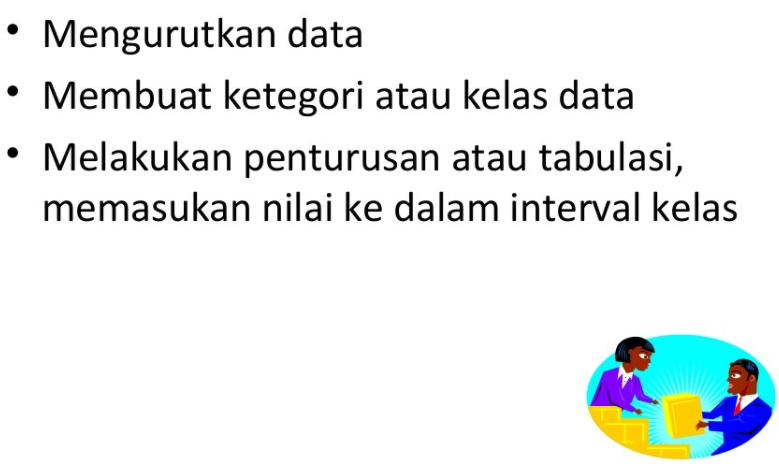 • Mengurutkan data
• Membuat ketegori atau kelas data
• Melakukan penturusan atau tabulasi,
memasukan nilai ke dalam interval kelas